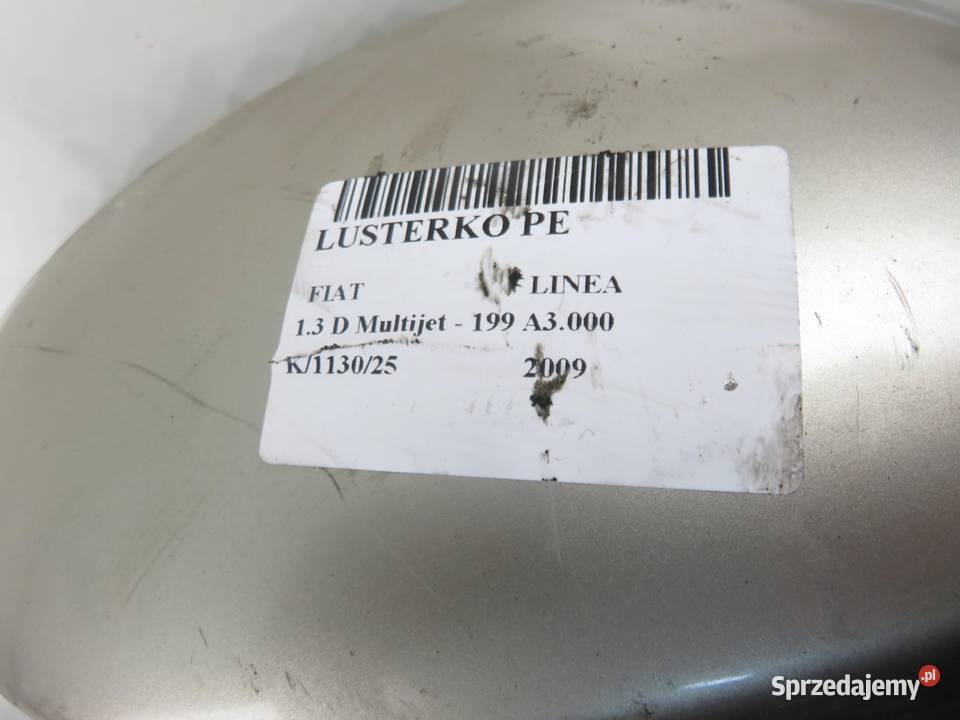 LUSTERKO PE
FIAT LINEA
1.3 D Multijet - 199 A3.000
K/1130/25 2009
Sprzedajemy.pl